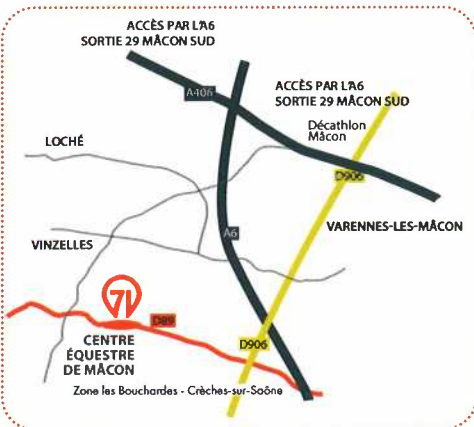 ACCÈS PAR L'A6
SORTIE 29 MÂCON SUD
ACCÈS PAR L'A6
SORTIE 29 MÂCON SUD
A406
Décathlon
Mâcon
LOCHÉ
D906
VARENNES-LES-MÂCON
A6
VINZELLES
71
D89
CENTRE
ÉQUESTRE
DE MÂCON
D906
Zone les Bouchardes - Crèches-sur-Saône